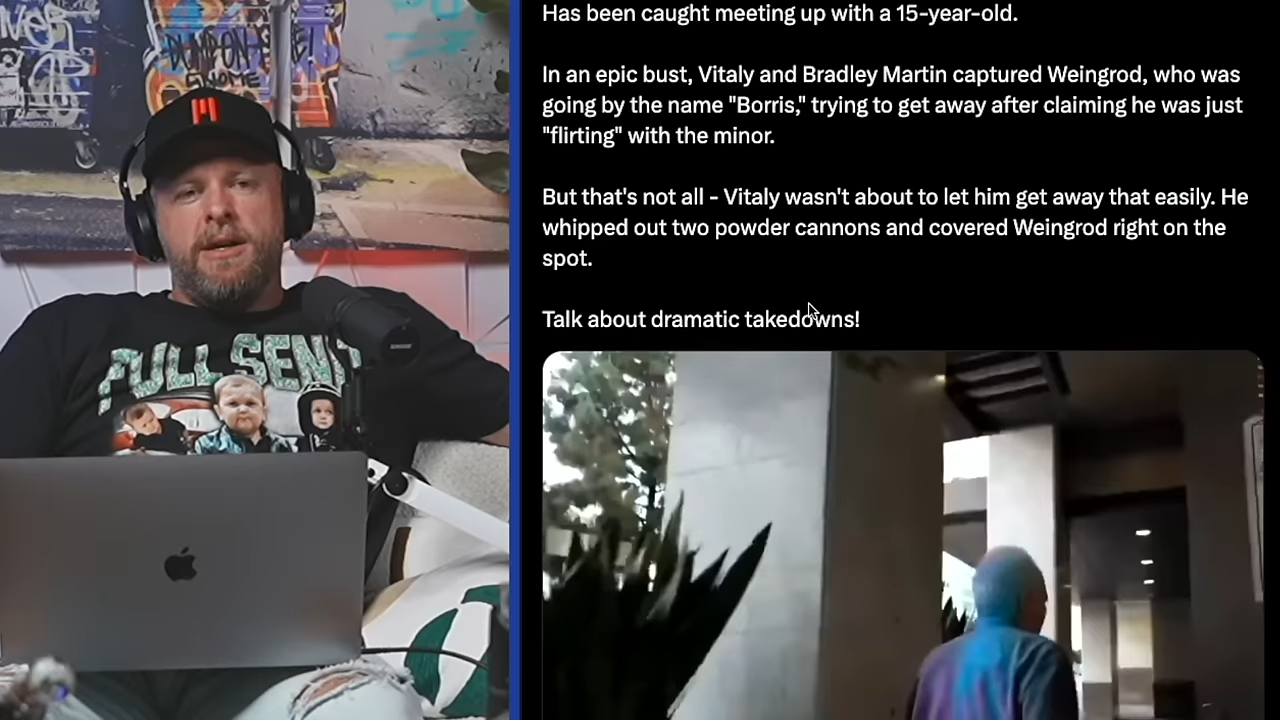 DUMP ON ME!
Has been caught meeting up with a 15-year-old.
In an epic bust, Vitaly and Bradley Martin captured Weingrod, who was
going by the name "Borris," trying to get away after claiming he was just
"flirting" with the minor.
But that's not all - Vitaly wasn't about to let him get away that easily. He
whipped out two powder cannons and covered Weingrod right on the
spot.
Talk about dramatic takedowns!
FULL SEND